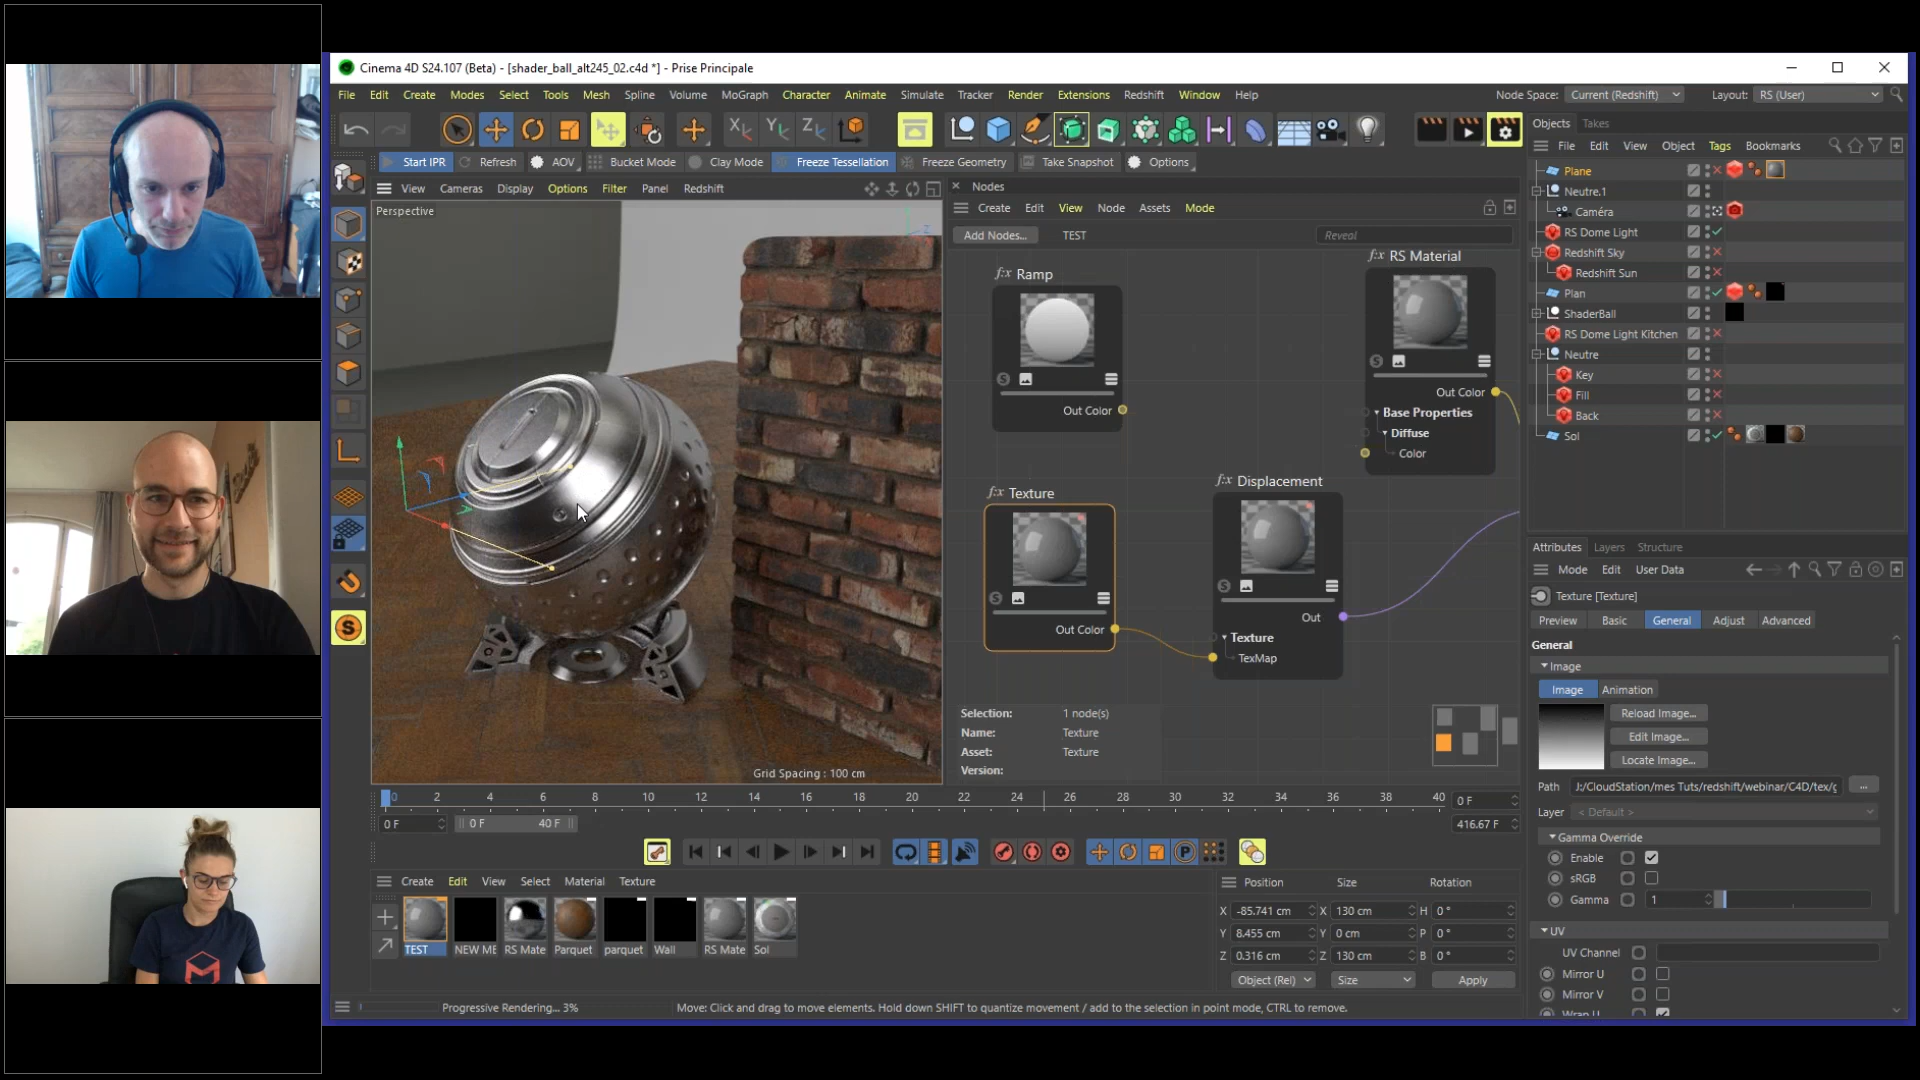 Cinema 4D S24.107 (Beta) - [shader_ball_alt245_02.c4d *] - Prise Principale
File Edit Create Modes Select Tools Mesh Spline Volume MoGraph Character Animate Simulate Tracker Render Extensions Redshift Window Help
Node Space: Current (Redshift) Layout: RS (User)
Start IPR Refresh AOV Bucket Mode Clay Mode Freeze Tessellation Freeze Geometry Take Snapshot Options
View Cameras Display Options Filter Panel Redshift
Perspective
Grid Spacing : 100 cm
Nodes
Create Edit View Node Assets Mode
Add Nodes... TEST Reveal
f:x Ramp
Out Color
f:x RS Material
Out Color
Base Properties
Diffuse
Color
f:x Texture
Out Color
f:x Displacement
Out
Texture
TexMap
Selection: 1 node(s)
Name: Texture
Asset: Texture
Version:
Objects Takes
File Edit View Object Tags Bookmarks
Plane
Neutre.1
Caméra
RS Dome Light
Redshift Sky
Redshift Sun
Plan
ShaderBall
RS Dome Light Kitchen
Neutre
Key
Fill
Back
Sol
Attributes Layers Structure
Mode Edit User Data
Texture [Texture]
Preview Basic General Adjust Advanced
General
Image
Image Animation
Reload Image...
Edit Image...
Locate Image...
Path J:/CloudStation/mes Tuts/redshift/webinar/C4D/tex/ ...
Layer < Default >
Gamma Override
Enable
sRGB
Gamma 1
UV
UV Channel
Mirror U
Mirror V
Wrap U
0 2 4 6 8 10 12 14 16 18 20 22 24 26 28 30 32 34 36 38 40 0 F
0 F 0 F 40 F 416.67 F
Create Edit View Select Material Texture
TEST NEW ME RS Mate Parquet parquet Wall RS Mate Sol
Position Size Rotation
X -85.741 cm X 130 cm H 0 °
Y 8.455 cm Y 0 cm P 0 °
Z 0.316 cm Z 130 cm B 0 °
Object (Rel) Size Apply
Progressive Rendering... 3% Move: Click and drag to move elements. Hold down SHIFT to quantize movement / add to the selection in point mode, CTRL to remove.